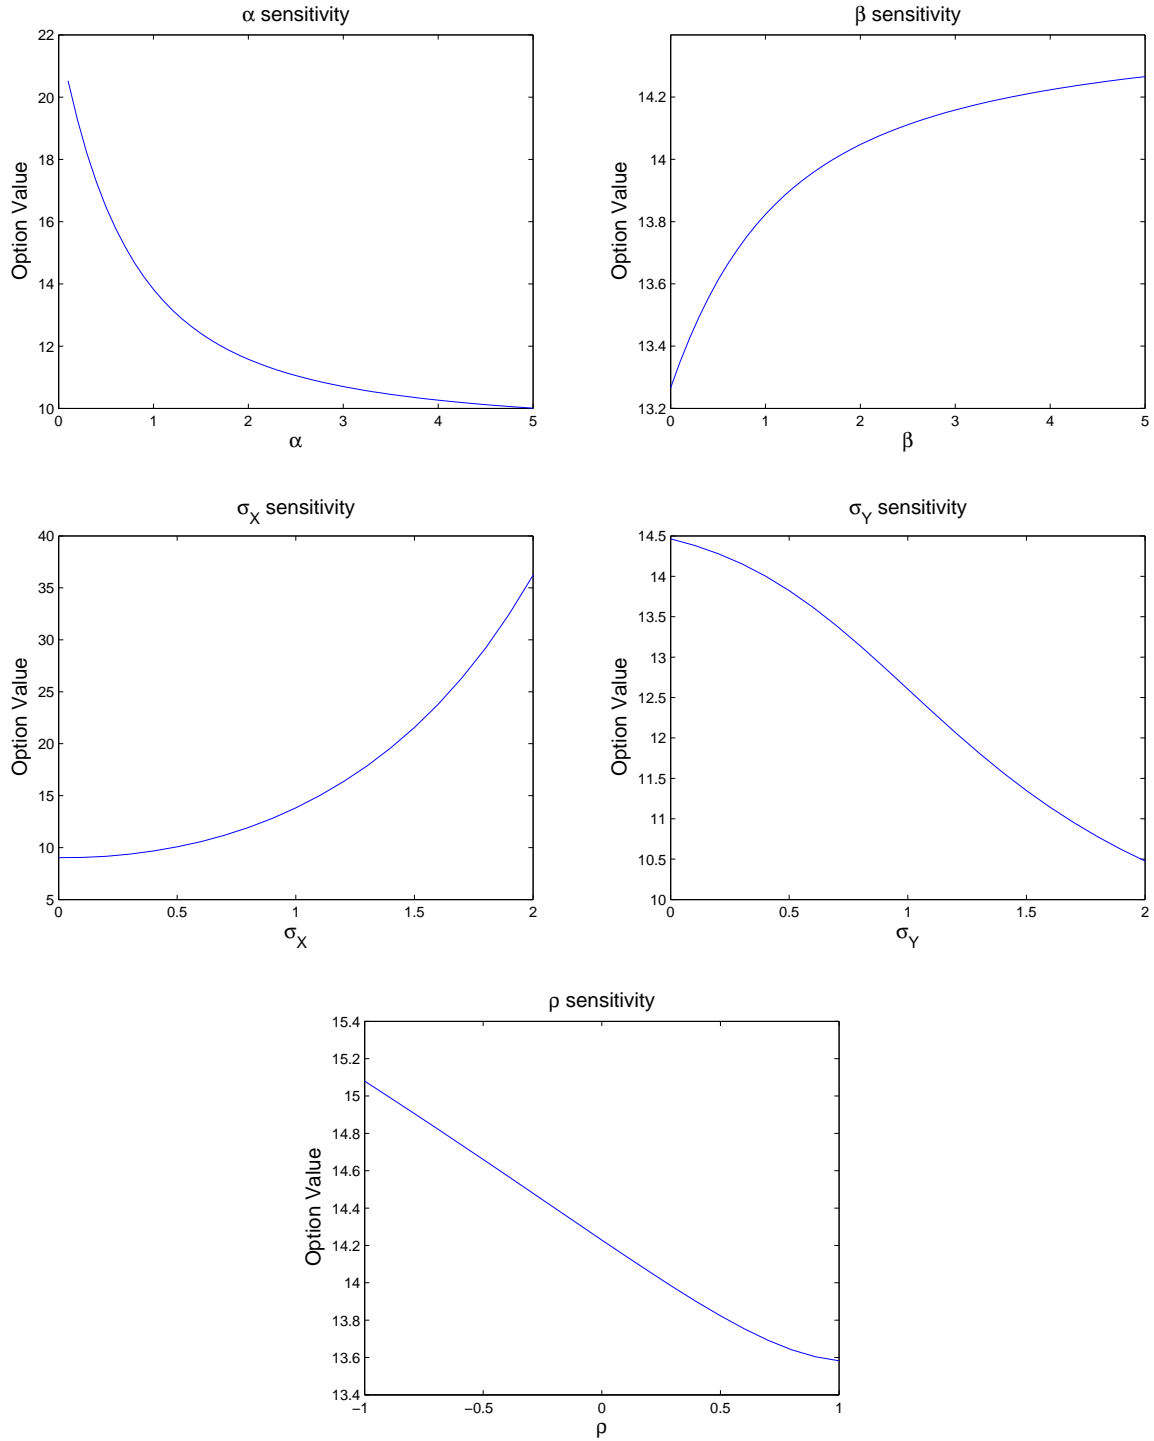 α sensitivity
22
20
18
16
14
12
10
0 1 2 3 4 5
Option Value
α
β sensitivity
14.2
14
13.8
13.6
13.4
13.2
0 1 2 3 4 5
Option Value
β
σ_X sensitivity
40
35
30
25
20
15
10
5
0 0.5 1 1.5 2
Option Value
σ_X
σ_Y sensitivity
14.5
14
13.5
13
12.5
12
11.5
11
10.5
10
0 0.5 1 1.5 2
Option Value
σ_Y
ρ sensitivity
15.4
15.2
15
14.8
14.6
14.4
14.2
14
13.8
13.6
13.4
−1 −0.5 0 0.5 1
Option Value
ρ